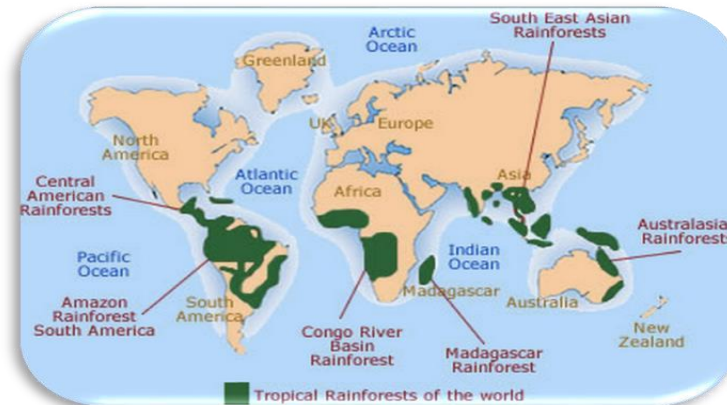 South East Asian
Rainforests
Arctic
Ocean
Greenland
UK
Europe
North
America
Asia
Central
American
Rainforests
Atlantic
Ocean
Africa
Australasia
Rainforest
Pacific
Ocean
Indian
Ocean
Amazon
Rainforest
South America
South
America
Madagascar
Australia
Congo River
Basin
Rainforest
Madagascar
Rainforest
New
Zealand
Tropical Rainforests of the world